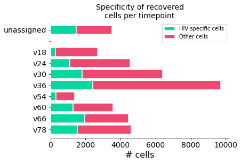 Specificity of recovered
cells per timepoint
HIV specific cells
Other cells
unassigned
v18
v24
v30
v36
v54
v60
v66
v78
0 2000 4000 6000 8000 10000
# cells